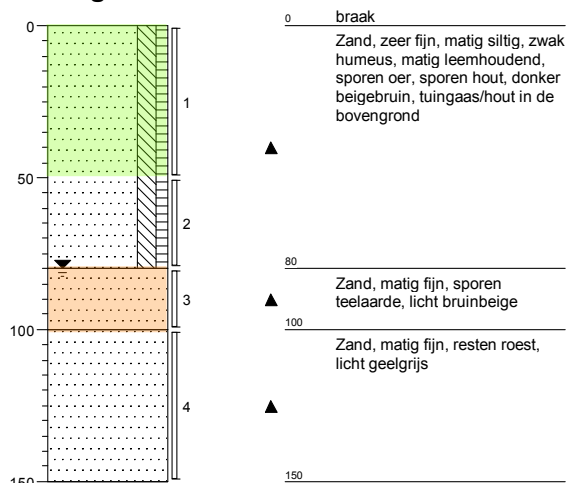 0
50
100
150
1
2
3
4
0 braak
Zand, zeer fijn, matig siltig, zwak
humeus, matig leemhoudend,
sporen oer, sporen hout, donker
beigebruin, tuingaas/hout in de
bovengrond
80
Zand, matig fijn, sporen
teelaarde, licht bruinbeige
100
Zand, matig fijn, resten roest,
licht geelgrijs
150